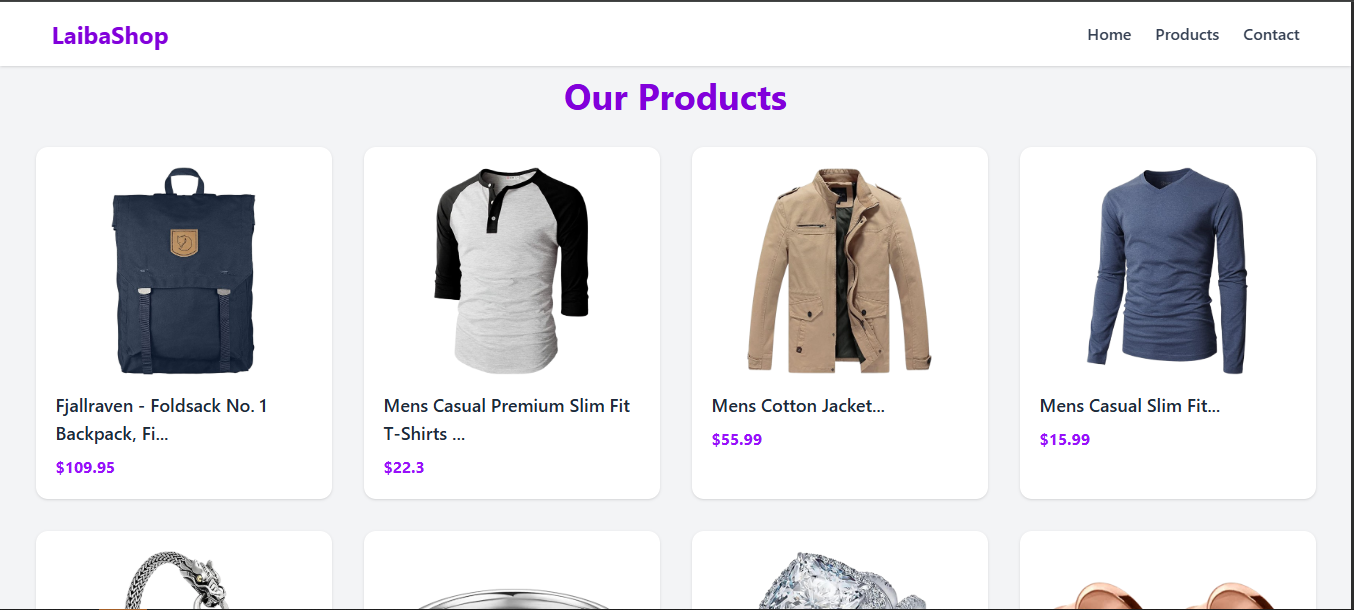 LaibaShop
Home
Products
Contact
Our Products
Fjallraven - Foldsack No. 1
Backpack, Fi...
$109.95
Mens Casual Premium Slim Fit
T-Shirts ...
$22.3
Mens Cotton Jacket...
$55.99
Mens Casual Slim Fit...
$15.99